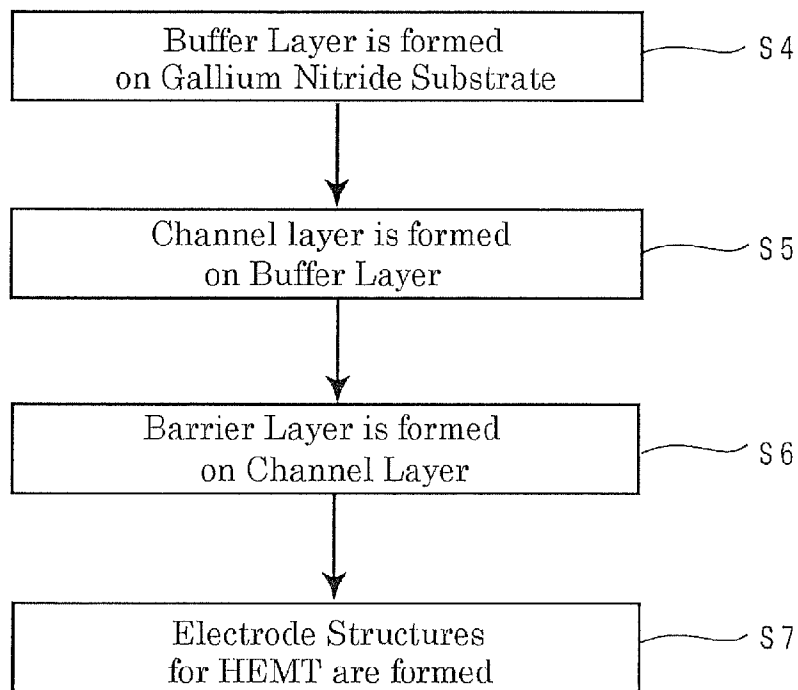 Buffer Layer is formed
on Gallium Nitride Substrate
S4
Channel layer is formed
on Buffer Layer
S5
Barrier Layer is formed
on Channel Layer
S6
Electrode Structures
for HEMT are formed
S7